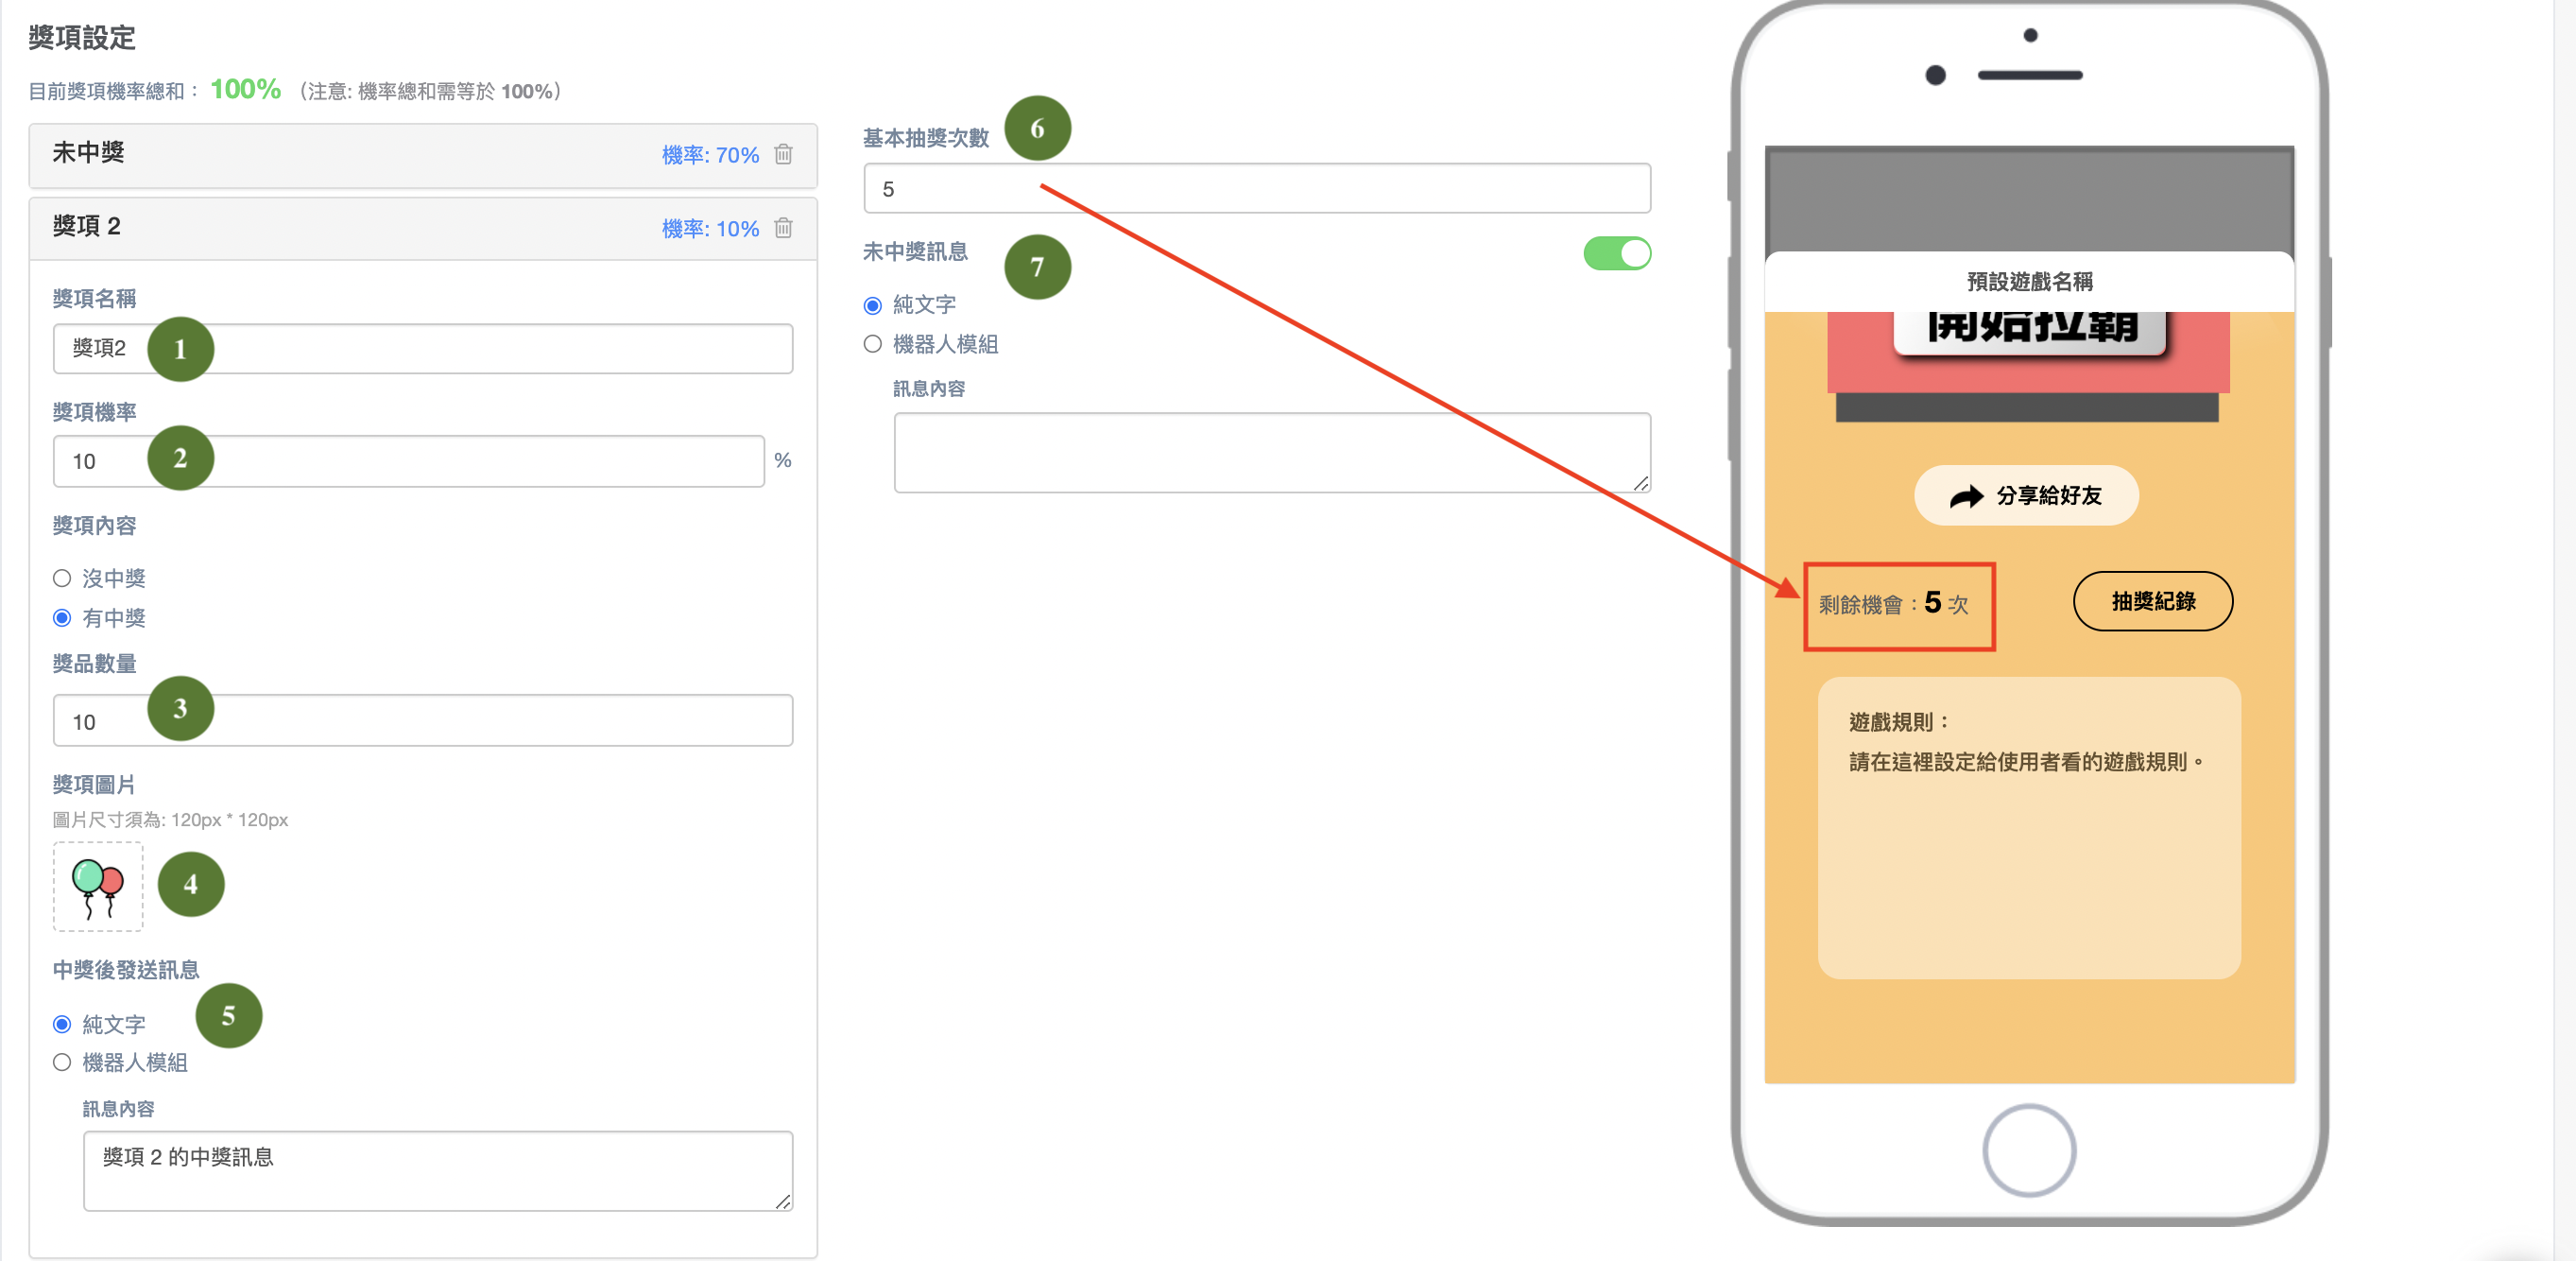 獎項設定
目前獎項機率總和： 100% （注意: 機率總和需等於 100%）
未中獎
機率: 70%
獎項 2
機率: 10%
獎項名稱
獎項2
1
獎項機率
10
2
%
獎項內容
沒中獎
有中獎
獎品數量
10
3
獎項圖片
圖片尺寸須為: 120px * 120px
4
中獎後發送訊息
5
純文字
機器人模組
訊息內容
獎項 2 的中獎訊息
基本抽獎次數
6
5
未中獎訊息
7
純文字
機器人模組
訊息內容
預設遊戲名稱
開始拉霸
分享給好友
剩餘機會：5 次
抽獎紀錄
遊戲規則：
請在這裡設定給使用者看的遊戲規則。